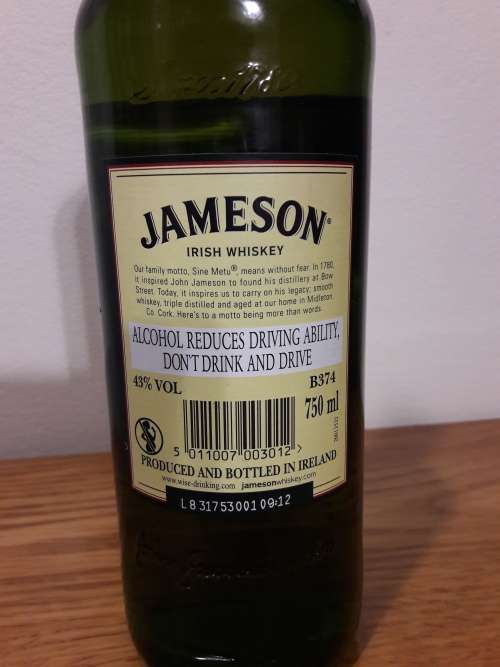 JAMESON®
IRISH WHISKEY
Our family motto, Sine Metu®, means without fear. In 1780,
it inspired John Jameson to found his distillery at Bow
Street. Today, it inspires us to carry on his legacy; smooth
whiskey, triple distilled and aged at our home in Midleton,
Co. Cork. Here's to a motto being more than words.
ALCOHOL REDUCES DRIVING ABILITY,
DON'T DRINK AND DRIVE
43% VOL
B374
750 ml
5 011007 003012 >
PRODUCED AND BOTTLED IN IRELAND
www.wise-drinking.com jamesonwhiskey.com
L 8 31753001 09:12